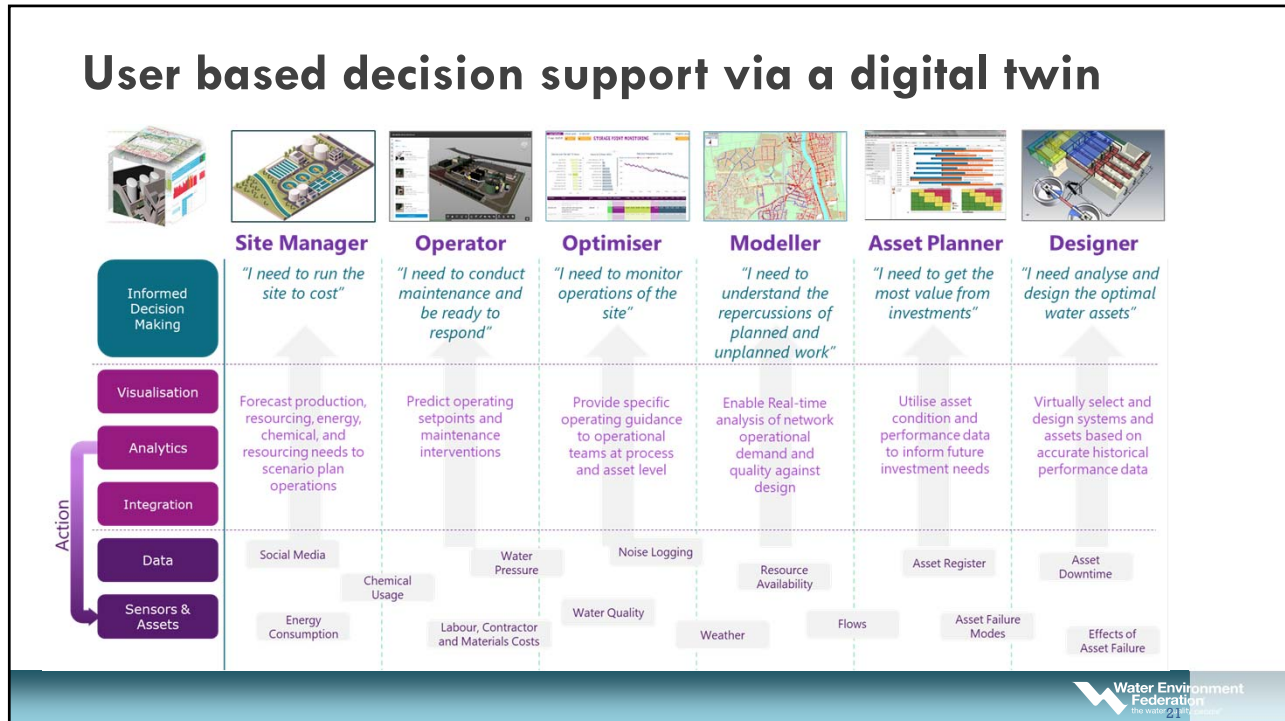 User based decision support via a digital twin
STORAGE POINT MONITORING
Site Manager
Operator
Optimiser
Modeller
Asset Planner
Designer
Informed
Decision
Making
"I need to run the
site to cost"
"I need to conduct
maintenance and
be ready to
respond"
"I need to monitor
operations of the
site"
"I need to
understand the
repercussions of
planned and
unplanned work"
"I need to get the
most value from
investments"
"I need analyse and
design the optimal
water assets"
Visualisation
Analytics
Integration
Action
Forecast production,
resourcing, energy,
chemical, and
resourcing needs to
scenario plan
operations
Predict operating
setpoints and
maintenance
interventions
Provide specific
operating guidance
to operational
teams at process
and asset level
Enable Real-time
analysis of network
operational
demand and
quality against
design
Utilise asset
condition and
performance data
to inform future
investment needs
Virtually select and
design systems and
assets based on
accurate historical
performance data
Data
Sensors &
Assets
Social Media
Chemical
Usage
Water
Pressure
Noise Logging
Resource
Availability
Asset Register
Asset
Downtime
Energy
Consumption
Labour, Contractor
and Materials Costs
Water Quality
Weather
Flows
Asset Failure
Modes
Effects of
Asset Failure
Water Environment
Federation
the water quality people
21